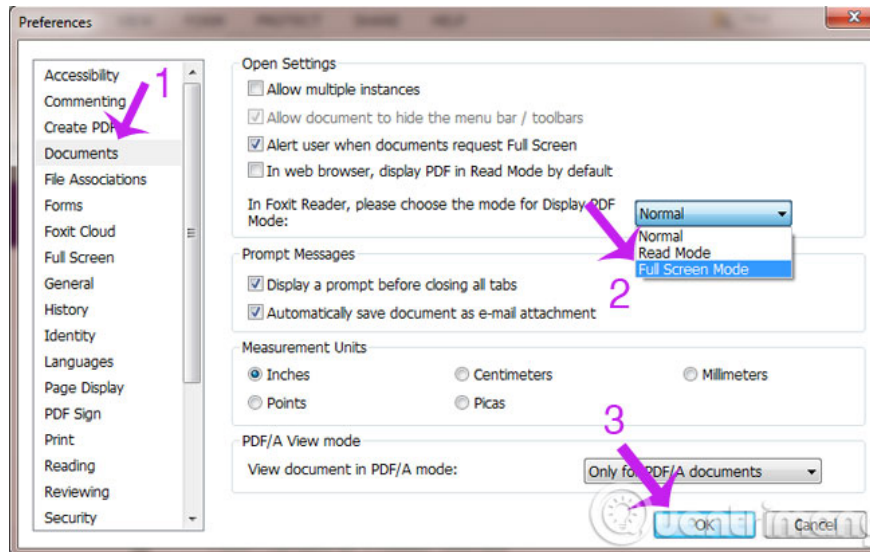 Preferences
VIEW FORM PROTECT SHARE HELP
Accessibility
Commenting
Create PDF
Documents
File Associations
Forms
Foxit Cloud
Full Screen
General
History
Identity
Languages
Page Display
PDF Sign
Print
Reading
Reviewing
Security
1
Open Settings
Allow multiple instances
Allow document to hide the menu bar / toolbars
Alert user when documents request Full Screen
In web browser, display PDF in Read Mode by default
In Foxit Reader, please choose the mode for Display PDF
Mode:
Normal
Normal
Read Mode
Full Screen Mode
2
Prompt Messages
Display a prompt before closing all tabs
Automatically save document as e-mail attachment
Measurement Units
Inches
Centimeters
Millimeters
Points
Picas
3
PDF/A View mode
View document in PDF/A mode:
Only for PDF/A documents
OK
Cancel